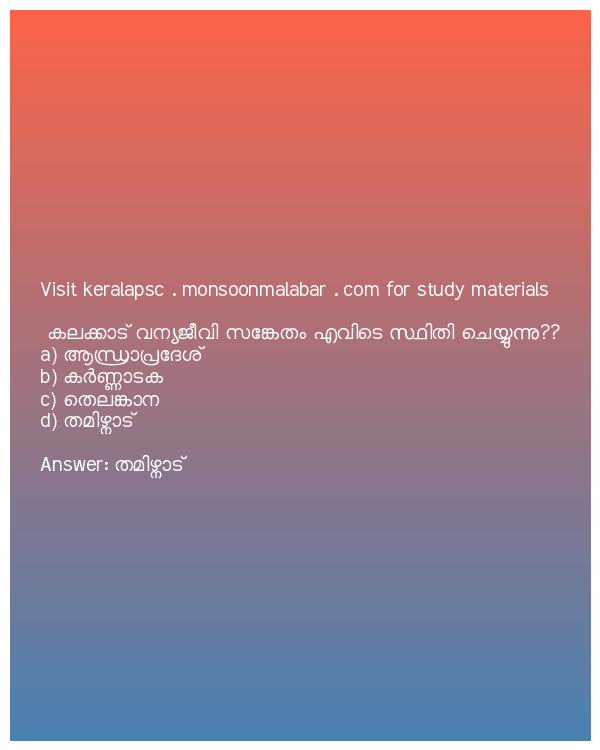 Visit keralapsc . monsoonmalabar . com for study materials
കലക്കാട് വന്യജീവി സങ്കേതം എവിടെ സ്ഥിതി ചെയ്യുന്നു??
a) ആന്ധ്രാപ്രദേശ്
b) കർണ്ണാടക
c) തെലങ്കാന
d) തമിഴ്നാട്
Answer: തമിഴ്നാട്